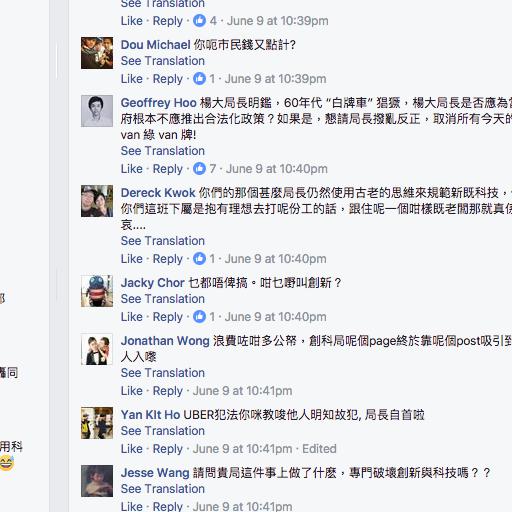 See Translation
Like · Reply · 4 · June 9 at 10:39pm
Dou Michael 你呃市民錢又點計?
See Translation
Like · Reply · 1 · June 9 at 10:39pm
Geoffrey Hoo 楊大局長明鑑，60年代 “白牌車” 猖獗，楊大局長是否應為當
府根本不應推出合法化政策？如果是，懇請局長撥亂反正，取消所有今天的
van 綠 van 牌!
See Translation
Like · Reply · 7 · June 9 at 10:40pm
Dereck Kwok 你們的那個甚麼局長仍然使用古老的思維來規範新既科技，
你們這班下屬是抱有理想去打呢份工的話，跟住呢一個咁樣既老闆那就真係
哀....
See Translation
Like · Reply · 1 · June 9 at 10:40pm
Jacky Chor 乜都唔俾搞。咁乜嘢叫創新？
See Translation
Like · Reply · 1 · June 9 at 10:40pm
Jonathan Wong 浪費咗咁多公帑，創科局呢個page終於靠呢個post吸引到
人入嚟
See Translation
Like · Reply · June 9 at 10:41pm
Yan KIt Ho UBER犯法你咪教唆他人明知故犯, 局長自首啦
See Translation
Like · Reply · June 9 at 10:41pm · Edited
Jesse Wang 請問貴局這件事上做了什麼，專門破壞創新與科技嗎？？
See Translation
Like · Reply · June 9 at 10:41pm
同
用科